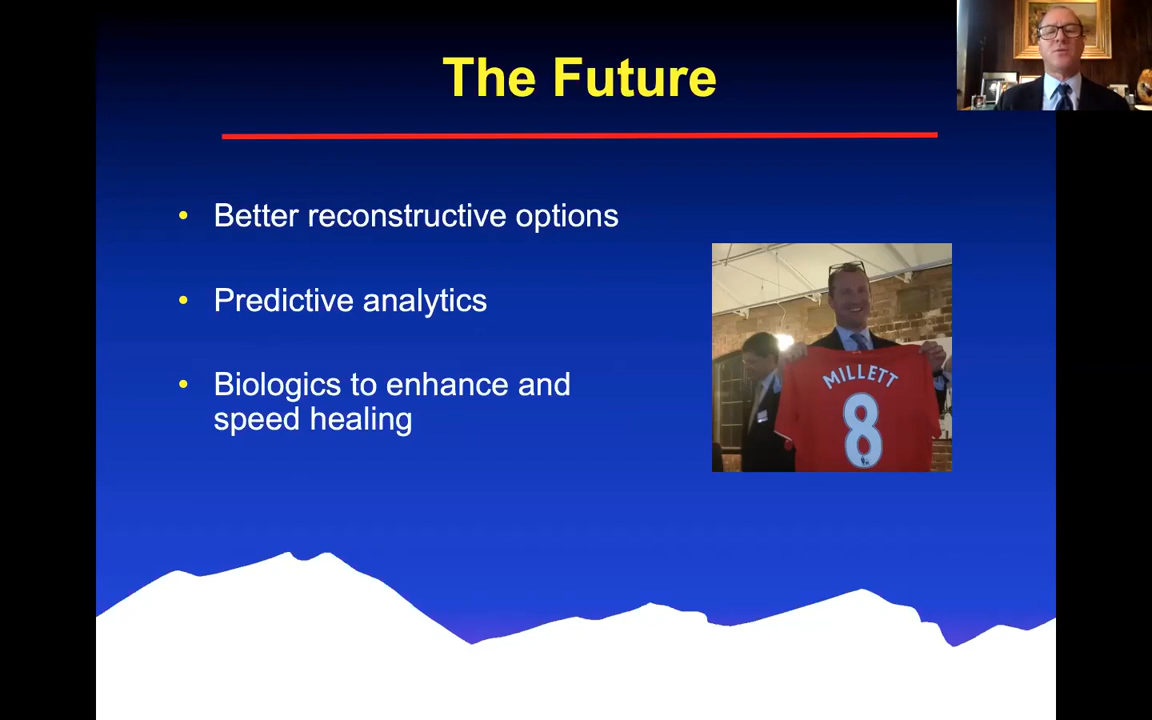 The Future
• Better reconstructive options
• Predictive analytics
• Biologics to enhance and
speed healing
MILLETT
8